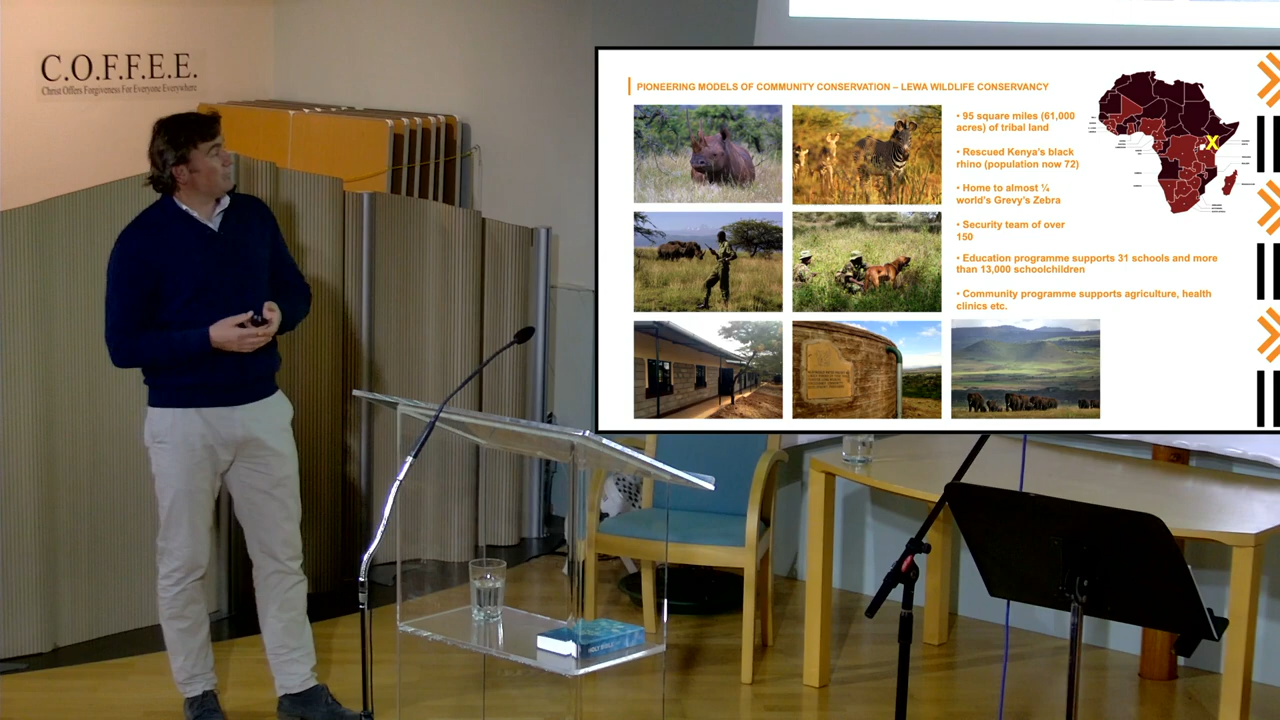 C.O.F.F.E.E.
Christ Offers Forgiveness For Everyone Everywhere
PIONEERING MODELS OF COMMUNITY CONSERVATION – LEWA WILDLIFE CONSERVANCY
• 95 square miles (61,000
acres) of tribal land
• Rescued Kenya's black
rhino (population now 72)
• Home to almost ¼
world's Grevy's Zebra
• Security team of over
150
• Education programme supports 31 schools and more
than 13,000 schoolchildren
• Community programme supports agriculture, health
clinics etc.
X
HOLY BIBLE